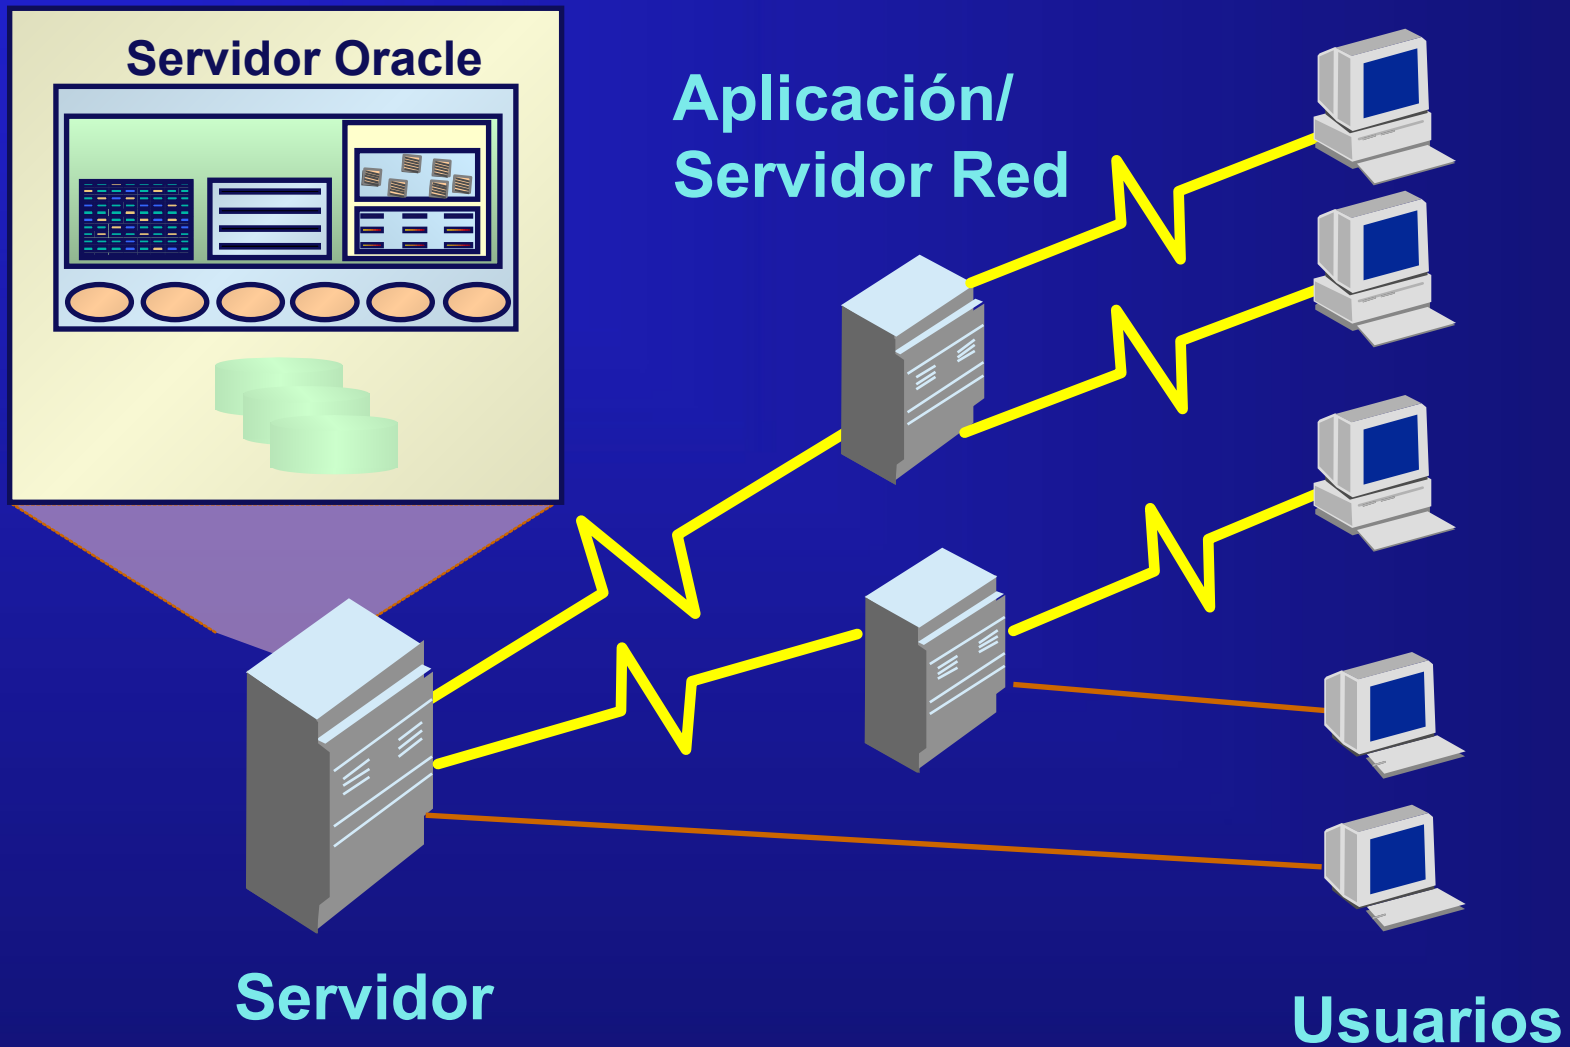 Servidor Oracle
Aplicación/
Servidor Red
Servidor
Usuarios